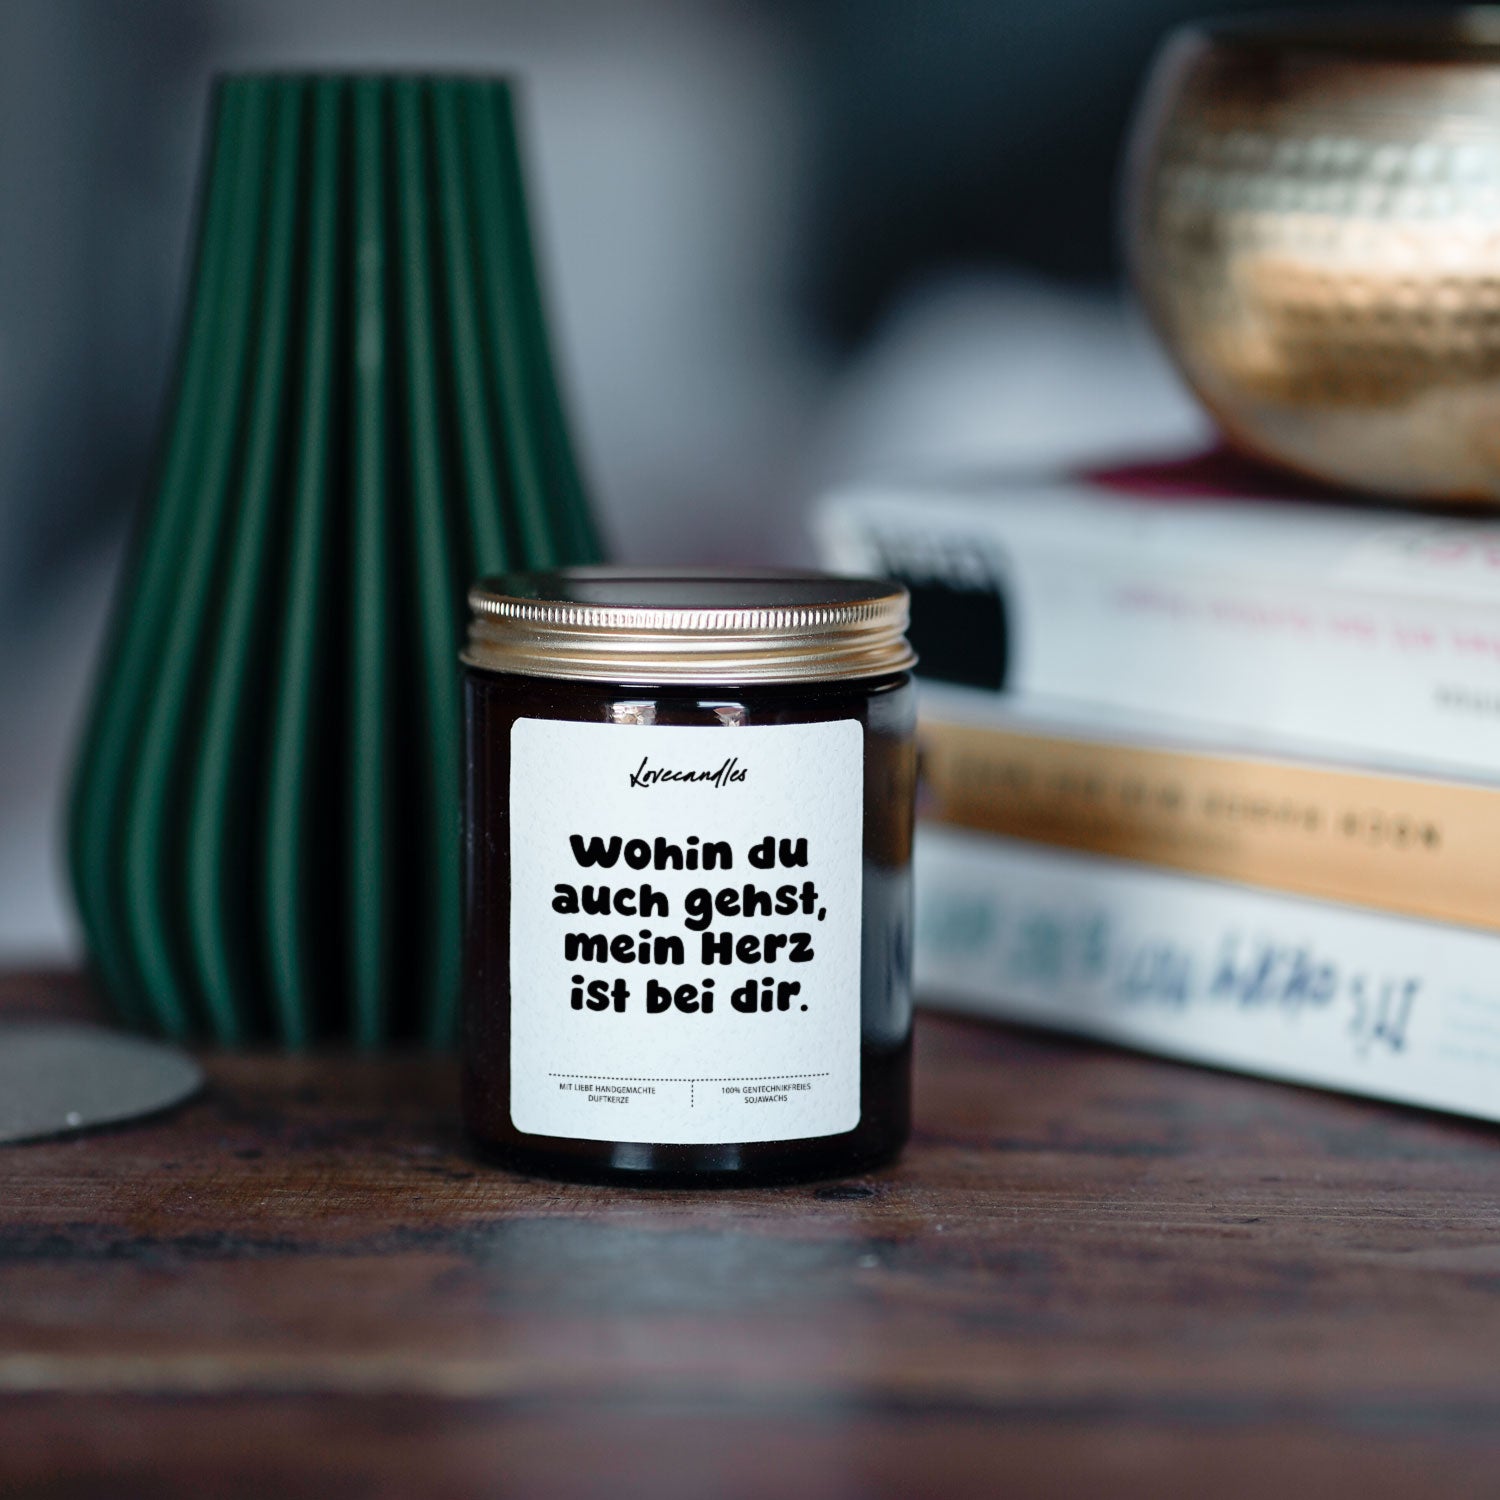 Lovecandles
Wohin du
auch gehst,
mein Herz
ist bei dir.
MIT LIEBE HANDGEMACHTE
DUFTKERZE
100% GENTECHNIKFREIES
SOJAWACHS